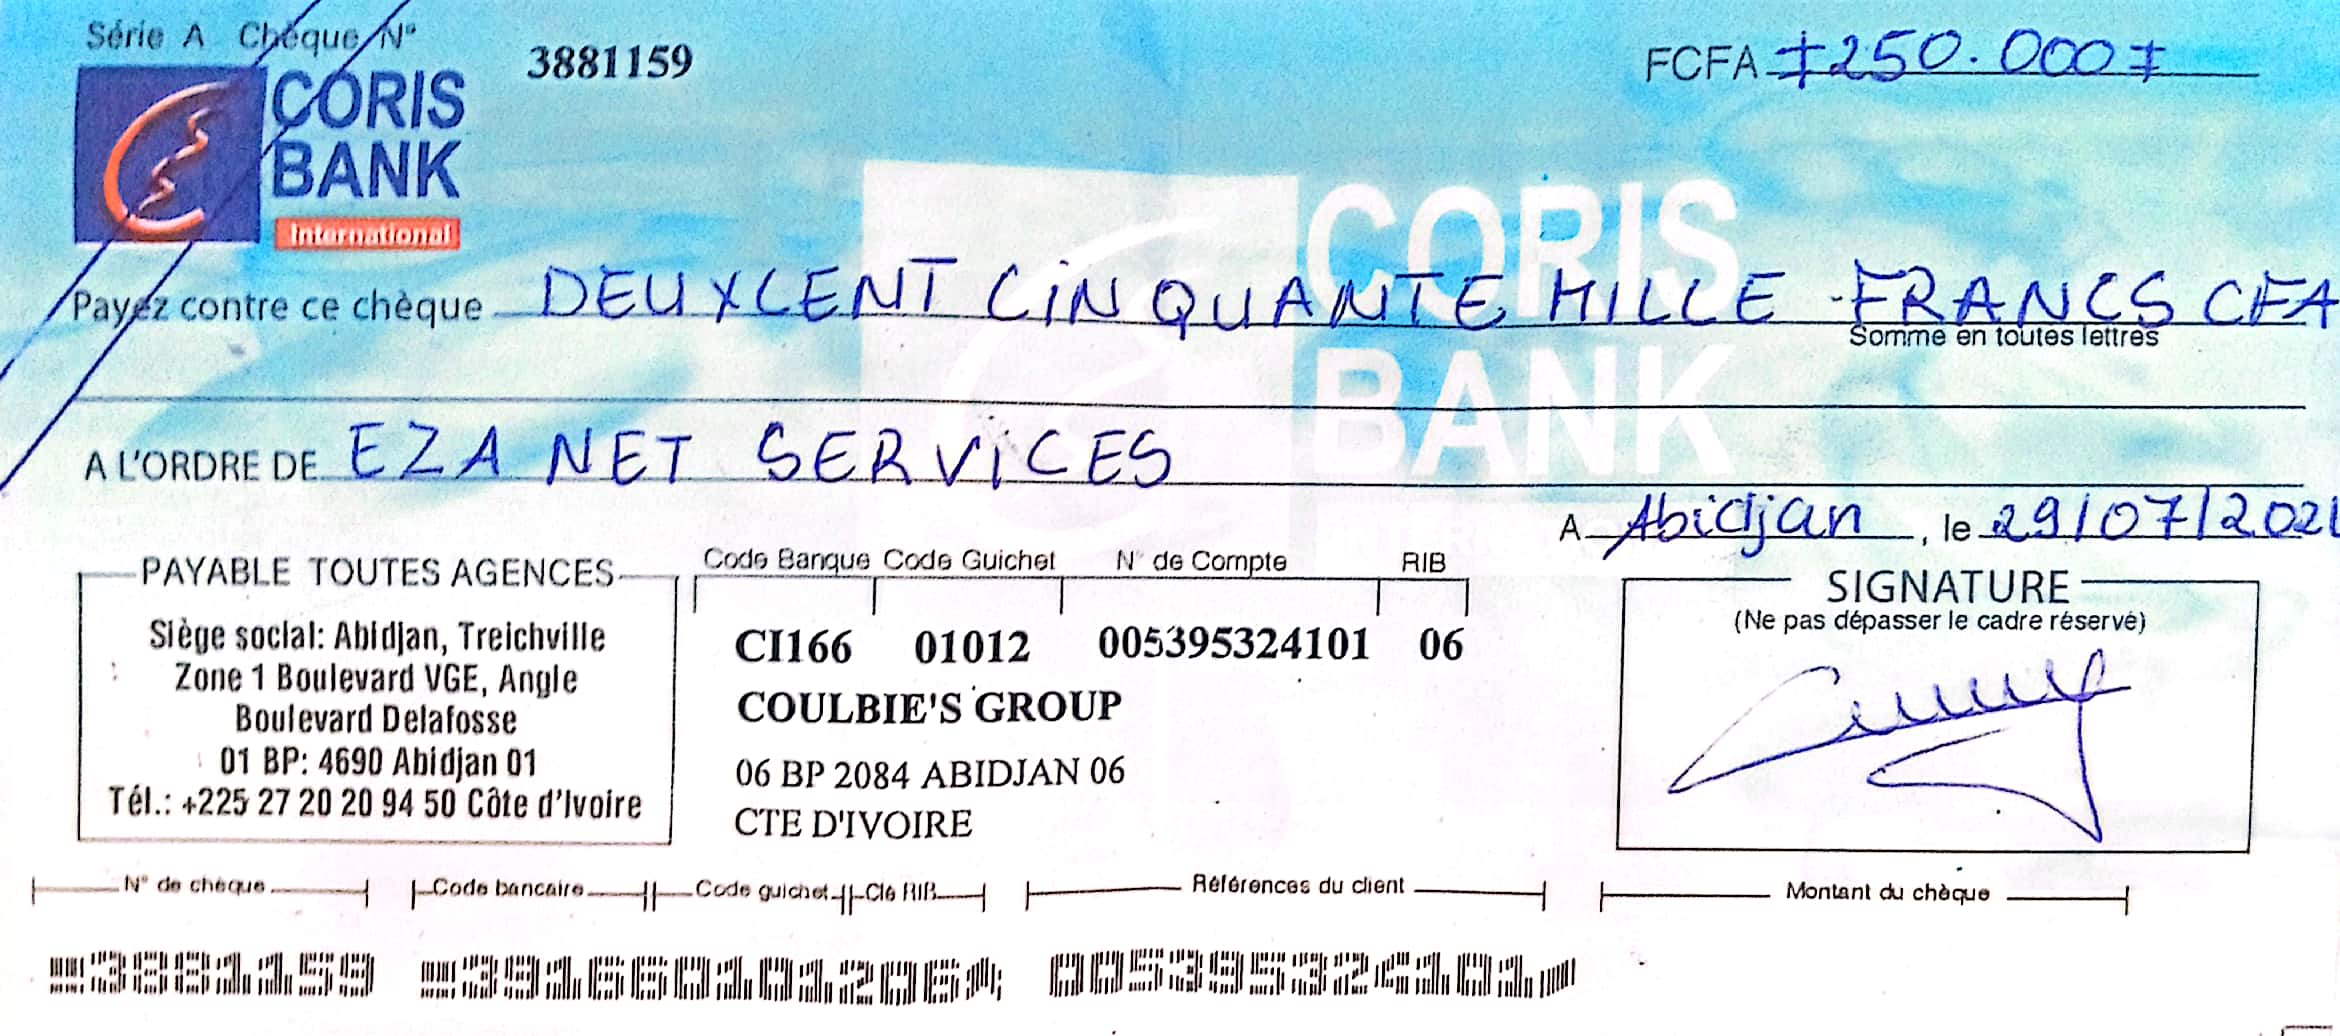 Série A Chèque N° 3881159
FCFA ‡250.000‡
CORIS
BANK
International
CORIS
BANK
Payez contre ce chèque DEUXCENT CINQUANTE MILLE FRANCS CFA
Somme en toutes lettres
A L'ORDRE DE EZA NET SERVICES
A Abidjan, le 29/07/2021
PAYABLE TOUTES AGENCES
Siège social: Abidjan, Treichville
Zone 1 Boulevard VGE, Angle
Boulevard Delafosse
01 BP: 4690 Abidjan 01
Tél.: +225 27 20 20 94 50 Côte d'Ivoire
Code Banque Code Guichet N° de Compte RIB
CI166 01012 005395324101 06
COULBIE'S GROUP
06 BP 2084 ABIDJAN 06
CTE D'IVOIRE
SIGNATURE
(Ne pas dépasser le cadre réservé)
N° de chèque Code bancaire Code guichet Clé RIB Références du client Montant du chèque
3881159 391660101206 005395324101